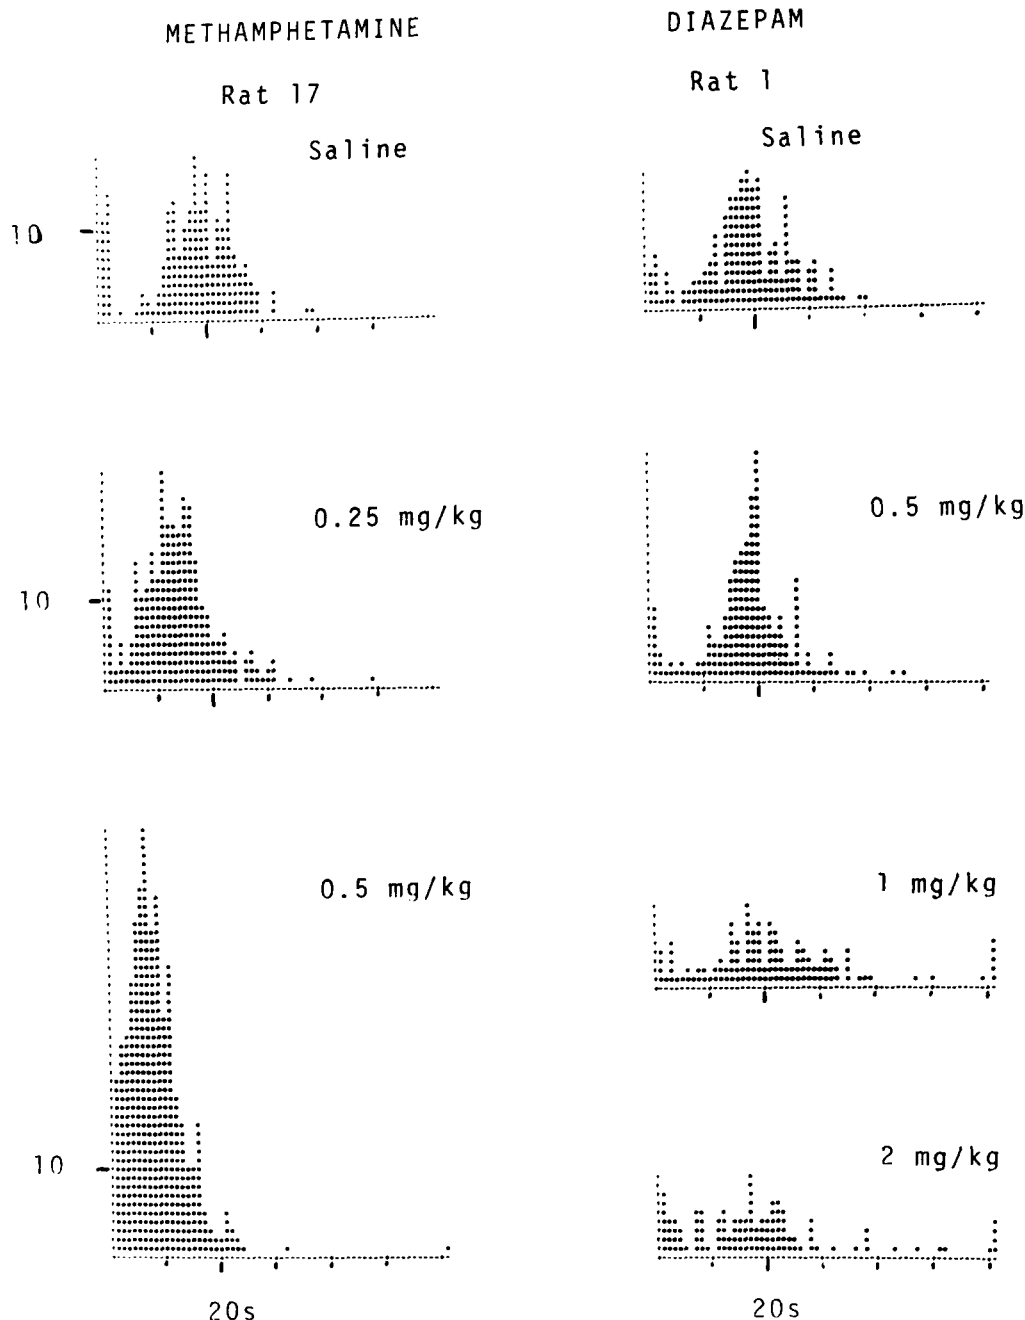 METHAMPHETAMINE
Rat 17
Saline
10
0.25 mg/kg
10
0.5 mg/kg
10
20s
DIAZEPAM
Rat 1
Saline
0.5 mg/kg
1 mg/kg
2 mg/kg
20s